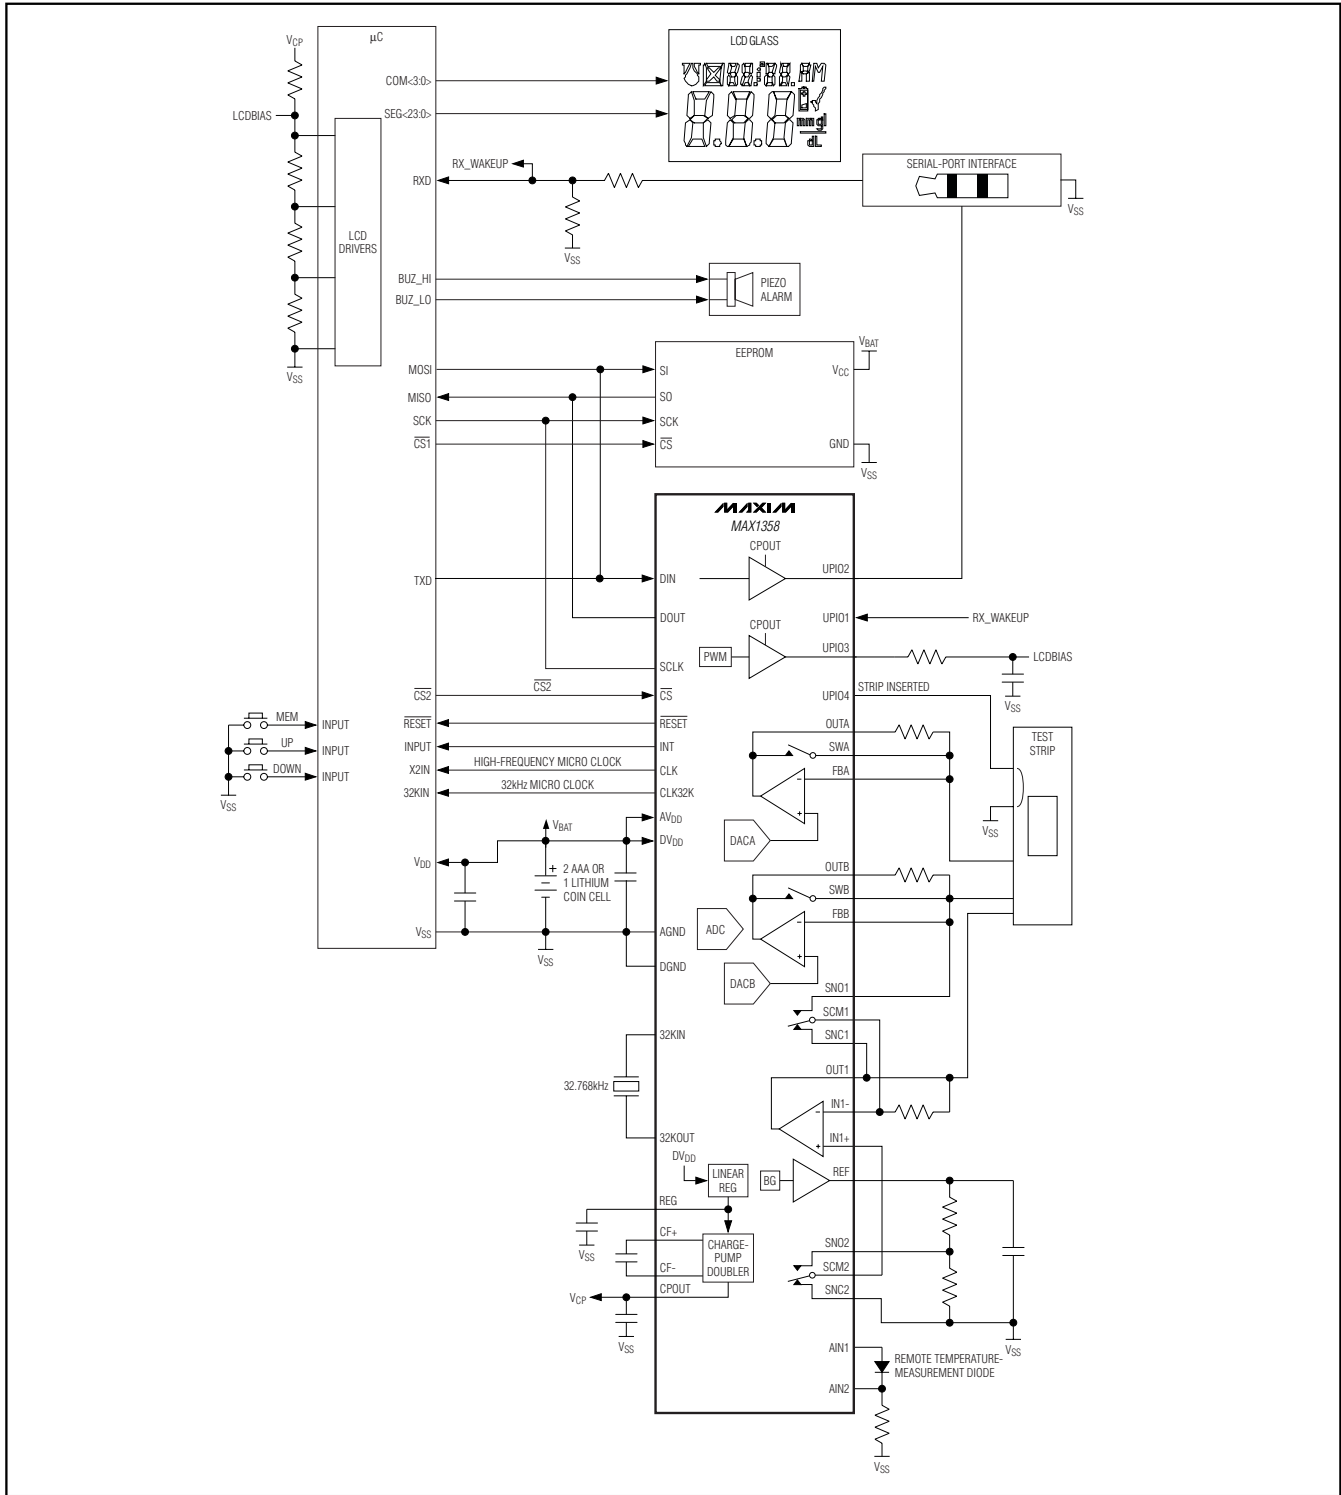 µC
LCD GLASS
VCP
COM<3:0>
SEG<23:0>
AM
mm gl
dL
LCDBIAS
LCD
DRIVERS
RX_WAKEUP
RXD
SERIAL-PORT INTERFACE
VSS
VSS
BUZ_HI
BUZ_LO
PIEZO
ALARM
VSS
EEPROM
VBAT
MOSI
SI
VCC
MISO
SO
SCK
SCK
CS1
CS
GND
VSS
MAXIM
MAX1358
CPOUT
UPIO2
TXD
DIN
DOUT
UPIO1
RX_WAKEUP
CPOUT
UPIO3
PWM
LCDBIAS
SCLK
VSS
CS2
CS2
CS
UPIO4
STRIP INSERTED
MEM
INPUT
RESET
RESET
OUTA
TEST
STRIP
UP
INPUT
INPUT
INT
SWA
DOWN
INPUT
X2IN
HIGH-FREQUENCY MICRO CLOCK
CLK
FBA
32KIN
32kHz MICRO CLOCK
CLK32K
VSS
AVDD
DACA
VSS
VBAT
DVDD
VDD
+ 2 AAA OR
1 LITHIUM
COIN CELL
OUTB
SWB
FBB
ADC
VSS
AGND
VSS
DGND
DACB
SNO1
SCM1
SNC1
32KIN
OUT1
32.768kHz
IN1-
IN1+
32KOUT
DVDD
LINEAR
REG
BG
REF
REG
VSS
CF+
CHARGE-
PUMP
DOUBLER
CF-
SNO2
SCM2
SNC2
VCP
CPOUT
VSS
VSS
AIN1
REMOTE TEMPERATURE-
MEASUREMENT DIODE
AIN2
VSS